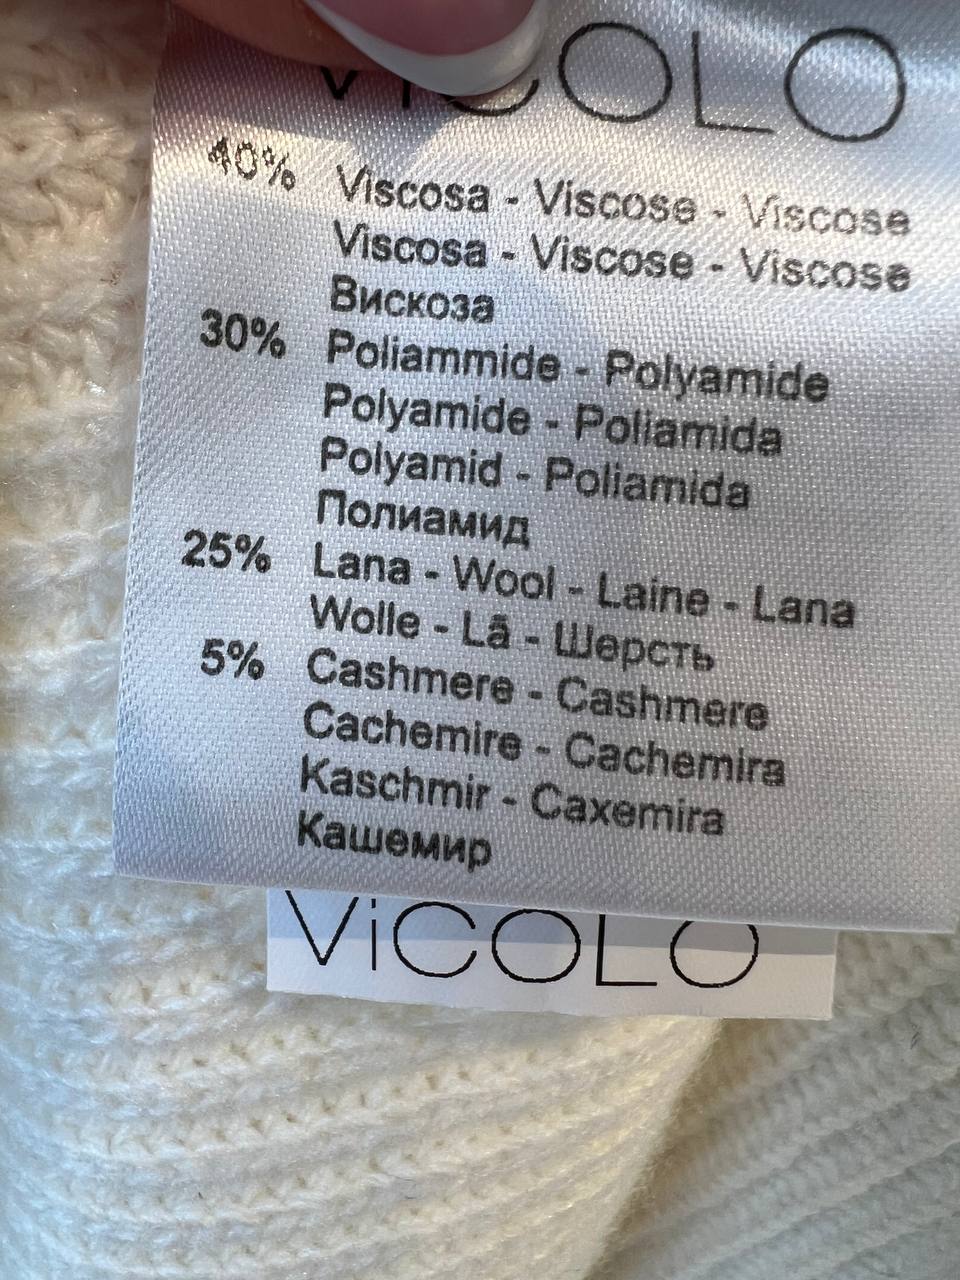 ViCOLO
40% Viscosa - Viscose - Viscose
Viscosa - Viscose - Viscose
Вискоза
30% Poliammide - Polyamide
Polyamide - Poliamida
Polyamid - Poliamida
Полиамид
25% Lana - Wool - Laine - Lana
Wolle - Lã - Шерсть
5% Cashmere - Cashmere
Cachemire - Cachemira
Kaschmir - Caxemira
Кашемир
ViCOLO